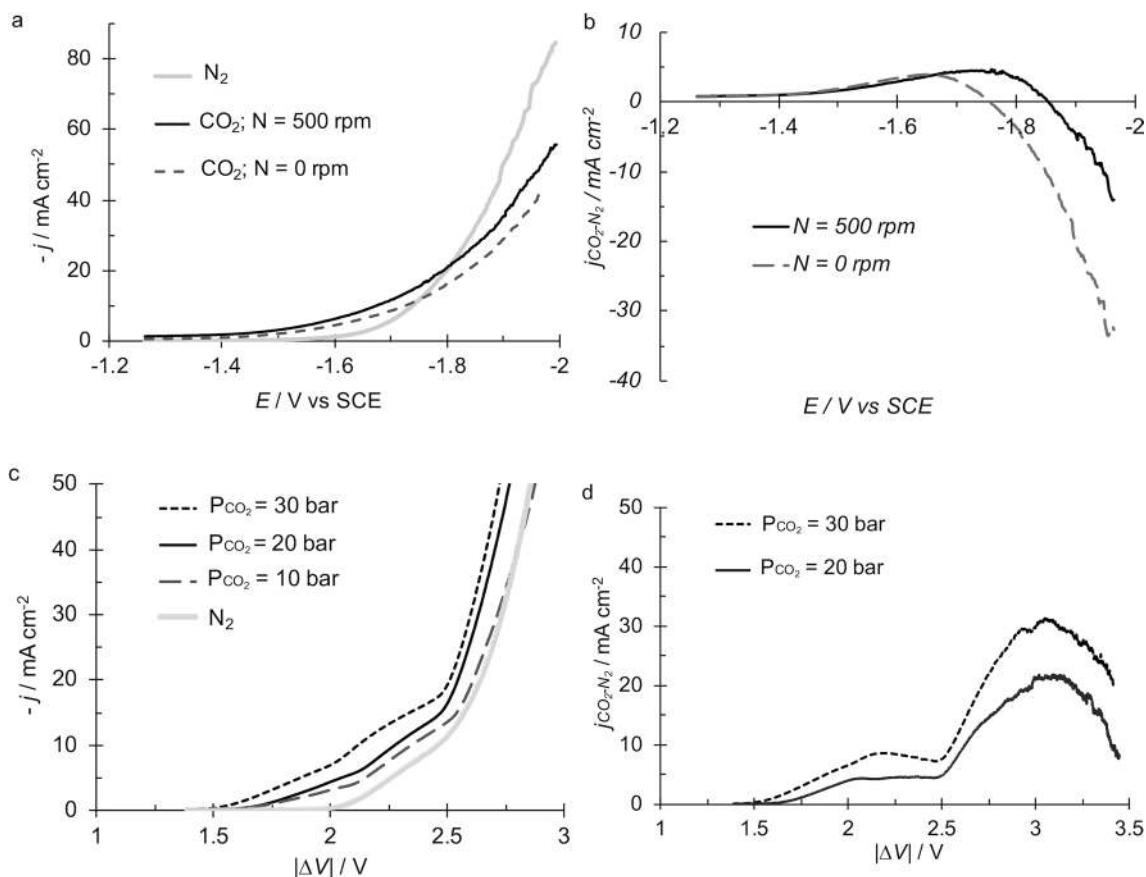 a
80
60
40
20
0
- j / mA cm-2
N2
CO2; N = 500 rpm
CO2; N = 0 rpm
-1.2 -1.4 -1.6 -1.8 -2
E / V vs SCE
b
10
5
0
-5
-10
-15
-20
-25
-30
-35
-40
jCO2-N2 / mA cm-2
-1.2 -1.4 -1.6 -1.8 -2
N = 500 rpm
N = 0 rpm
E / V vs SCE
c
50
40
30
20
10
0
- j / mA cm-2
PCO2 = 30 bar
PCO2 = 20 bar
PCO2 = 10 bar
N2
1 1.5 2 2.5 3
|ΔV| / V
d
50
40
30
20
10
0
jCO2-N2 / mA cm-2
PCO2 = 30 bar
PCO2 = 20 bar
1 1.5 2 2.5 3 3.5
|ΔV| / V